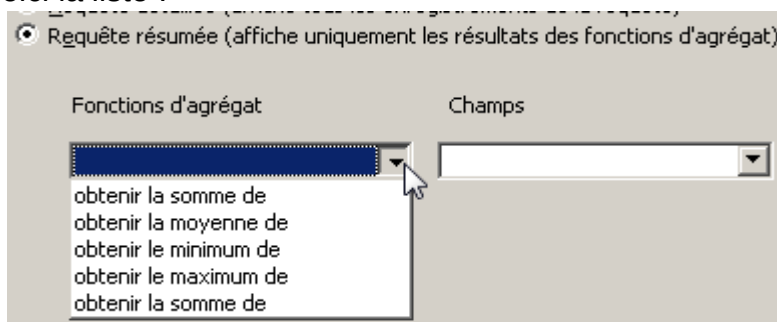 Requête résumée (affiche uniquement les résultats des fonctions d'agrégat)
Fonctions d'agrégat
Champs
obtenir la somme de
obtenir la moyenne de
obtenir le minimum de
obtenir le maximum de
obtenir la somme de